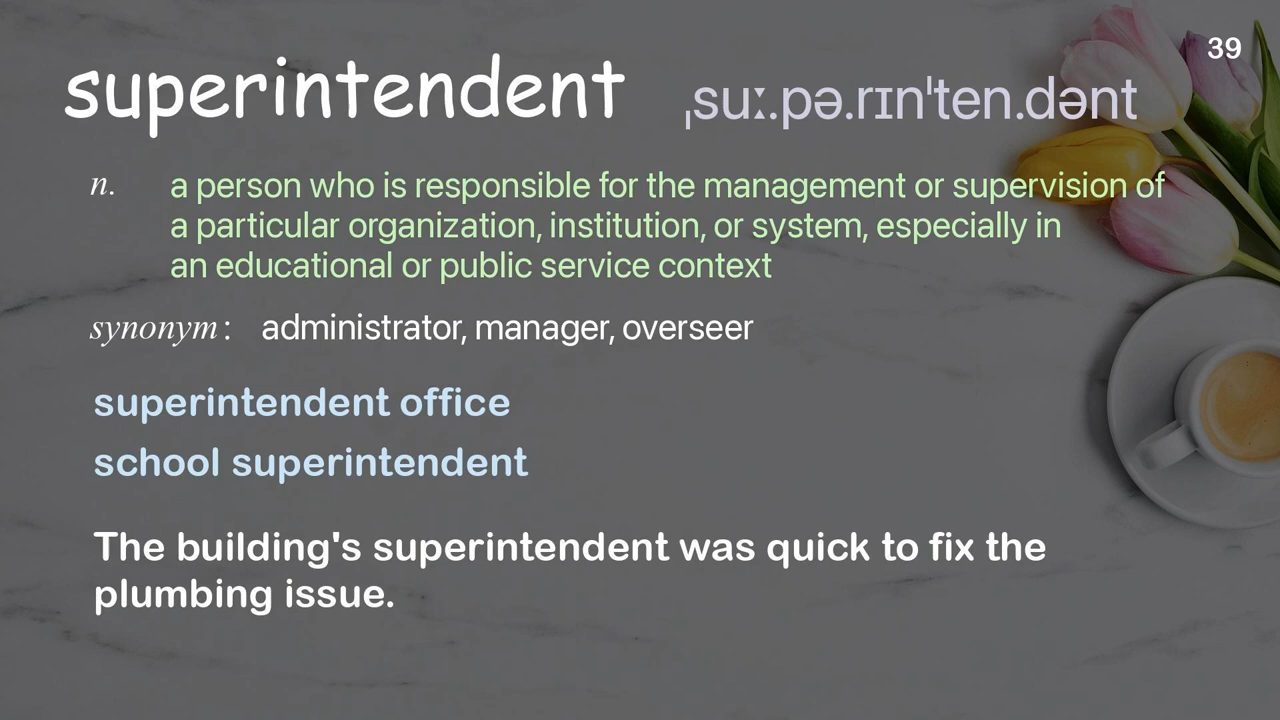 39
superintendent ˌsuː.pə.rɪnˈten.dənt
n. a person who is responsible for the management or supervision of
a particular organization, institution, or system, especially in
an educational or public service context
synonym: administrator, manager, overseer
superintendent office
school superintendent
The building's superintendent was quick to fix the
plumbing issue.